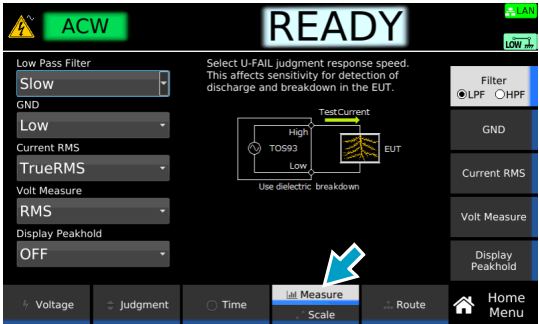 ACW
READY
LAN
LOW
Low Pass Filter
Slow
GND
Low
Current RMS
TrueRMS
Volt Measure
RMS
Display Peakhold
OFF
Select U-FAIL judgment response speed.
This affects sensitivity for detection of
discharge and breakdown in the EUT.
TestCurrent
High
TOS93
EUT
Low
Use dielectric breakdown
Filter
LPF HPF
GND
Current RMS
Volt Measure
Display
Peakhold
Voltage
Judgment
Time
Measure
Scale
Route
Home
Menu